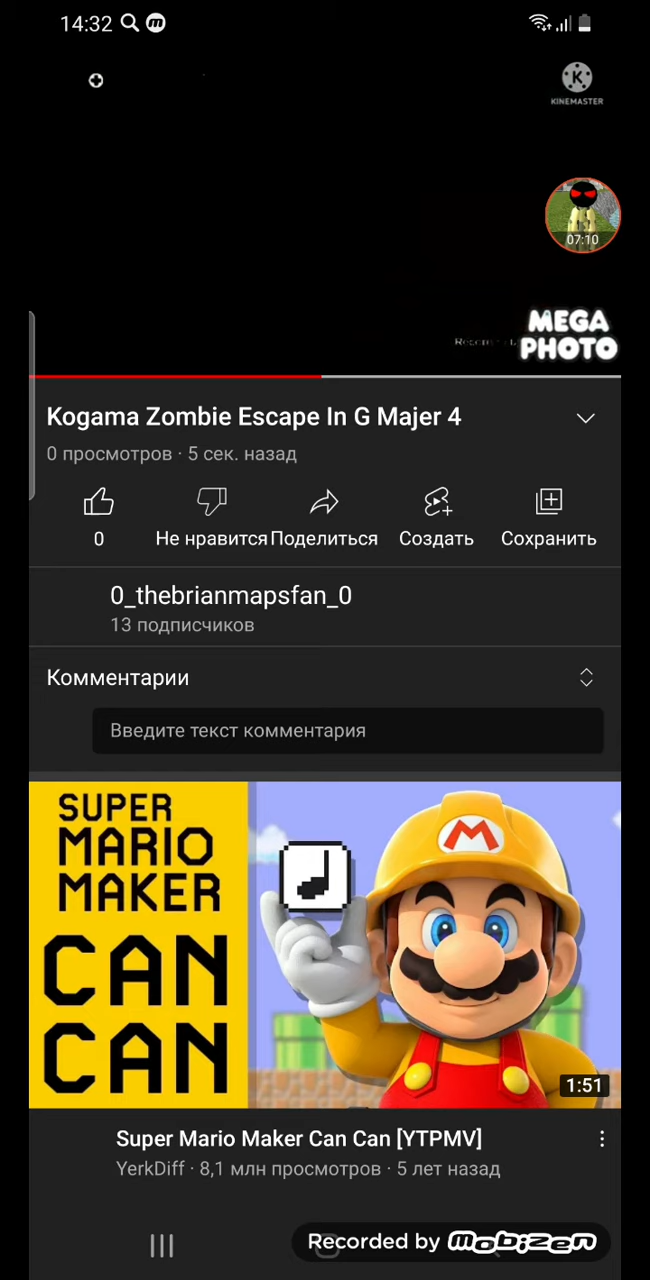 14:32
KINEMASTER
07:10
MEGA
PHOTO
Kogama Zombie Escape In G Majer 4
0 просмотров · 5 сек. назад
0
Не нравится
Поделиться
Создать
Сохранить
0_thebrianmapsfan_0
13 подписчиков
Комментарии
Введите текст комментария
SUPER
MARIO
MAKER
CAN
CAN
1:51
Super Mario Maker Can Can [YTPMV]
YerkDiff · 8,1 млн просмотров · 5 лет назад
Recorded by mobizen